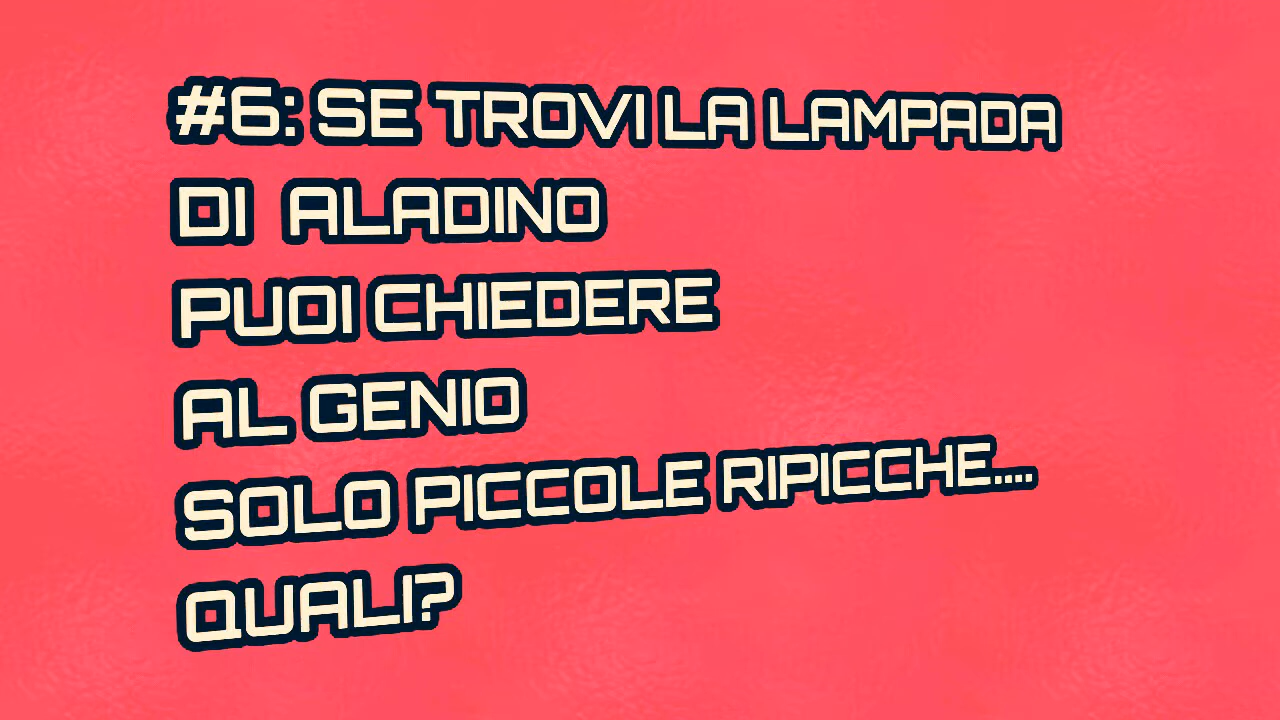 #6: SE TROVI LA LAMPADA
DI ALADINO
PUOI CHIEDERE
AL GENIO
SOLO PICCOLE RIPICCHE....
QUALI?